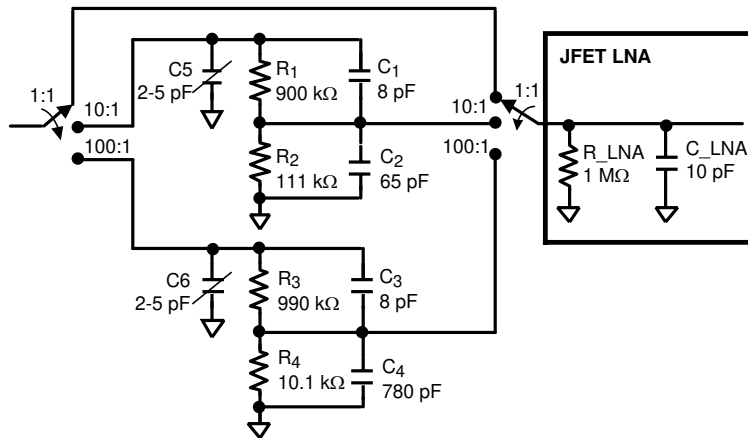 JFET LNA
1:1
10:1
100:1
C5
2-5 pF
R1
900 kΩ
C1
8 pF
R2
111 kΩ
C2
65 pF
1:1
10:1
100:1
R_LNA
1 MΩ
C_LNA
10 pF
C6
2-5 pF
R3
990 kΩ
C3
8 pF
R4
10.1 kΩ
C4
780 pF